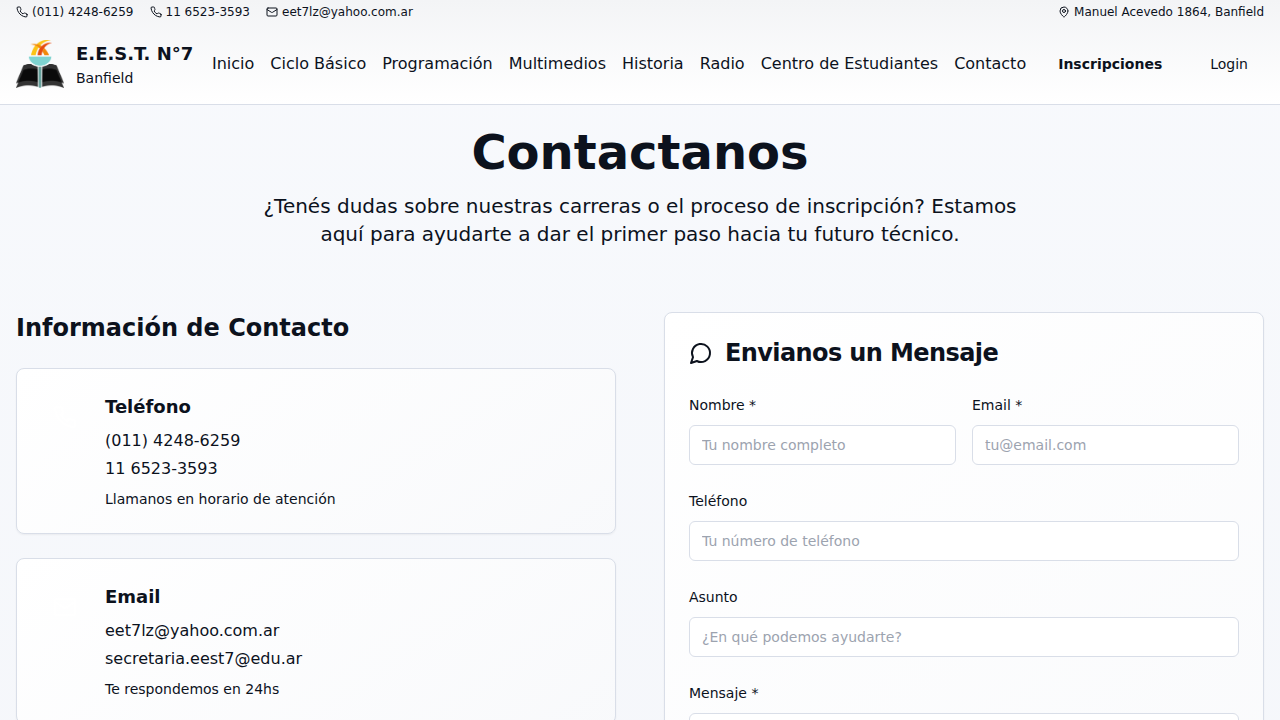 (011) 4248-6259 11 6523-3593 eet7lz@yahoo.com.ar Manuel Acevedo 1864, Banfield
E.E.S.T. N°7
Banfield
Inicio Ciclo Básico Programación Multimedios Historia Radio Centro de Estudiantes Contacto Inscripciones Login
Contactanos
¿Tenés dudas sobre nuestras carreras o el proceso de inscripción? Estamos
aquí para ayudarte a dar el primer paso hacia tu futuro técnico.
Información de Contacto
Teléfono
(011) 4248-6259
11 6523-3593
Llamanos en horario de atención
Email
eet7lz@yahoo.com.ar
secretaria.eest7@edu.ar
Te respondemos en 24hs
Envianos un Mensaje
Nombre * Email *
Tu nombre completo tu@email.com
Teléfono
Tu número de teléfono
Asunto
¿En qué podemos ayudarte?
Mensaje *